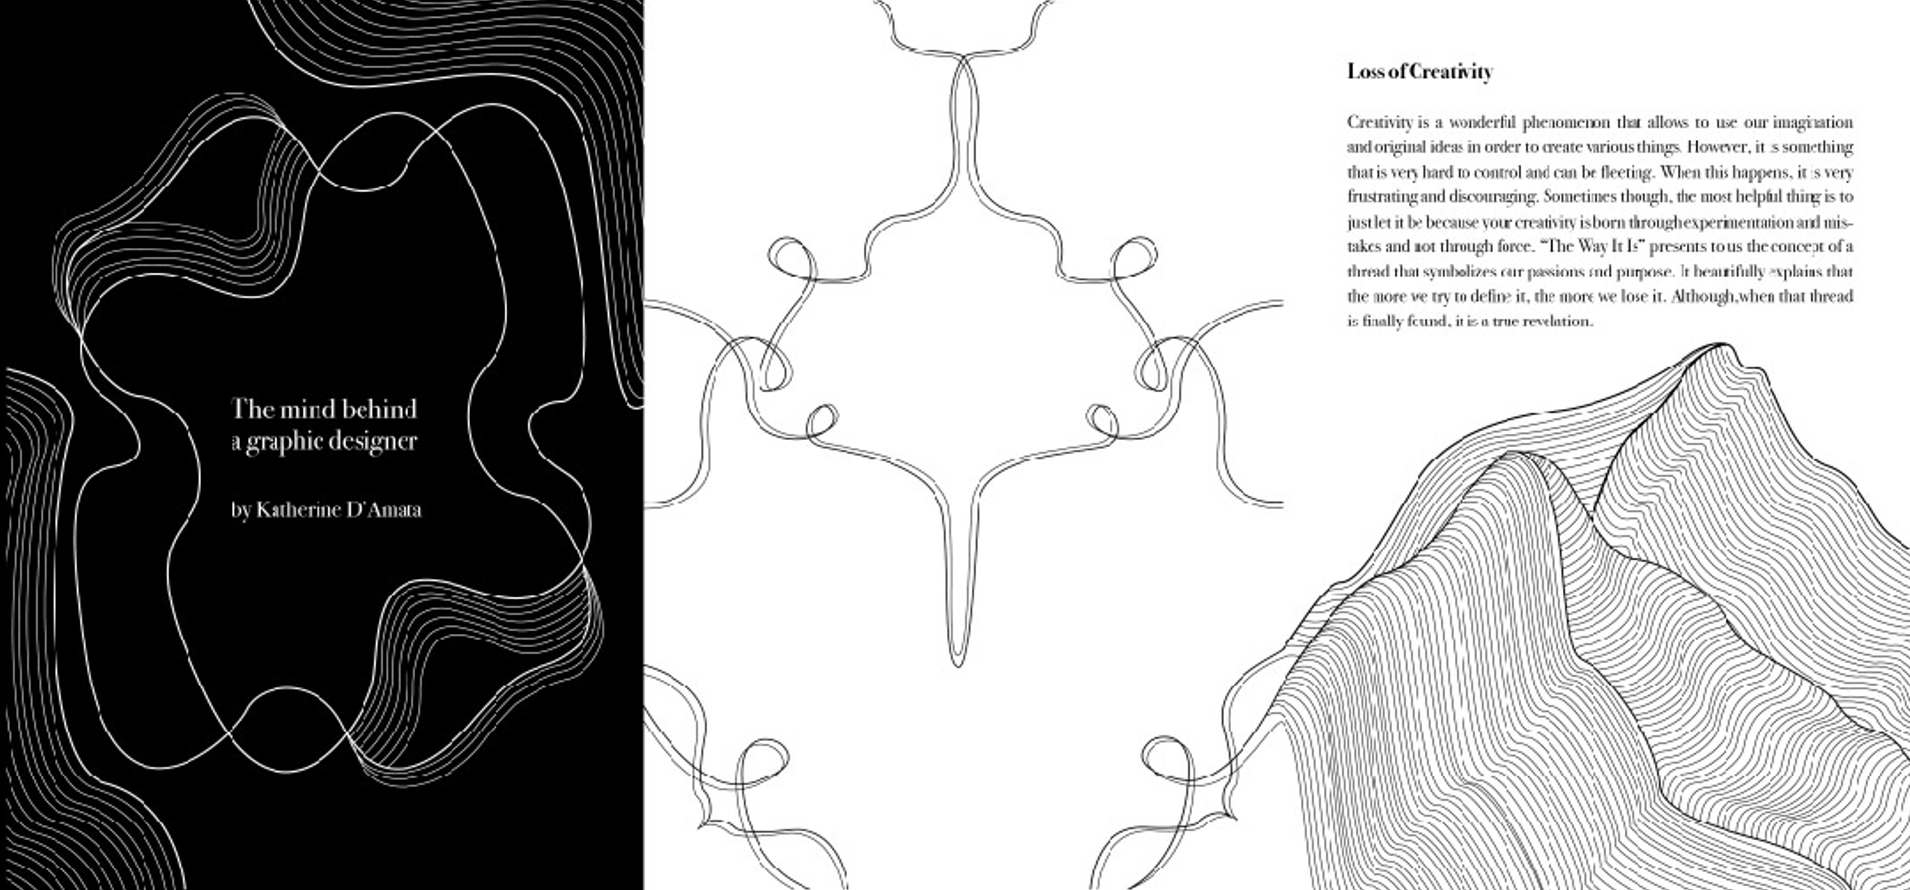 The mind behind
a graphic designer
by Katherine D'Amata
Loss of Creativity
Creativity is a wonderful phenomenon that allows to use our imagination
and original ideas in order to create various things. However, it is something
that is very hard to control and can be fleeting. When this happens, it is very
frustrating and discouraging. Sometimes though, the most helpful thing is to
just let it be because your creativity is born through experimentation and mis-
takes and not through force. "The Way It Is" presents to us the concept of a
thread that symbolizes our passions and purpose. It beautifully explains that
the more we try to define it, the more we lose it. Although,when that thread
is finally found, it is a true revelation.